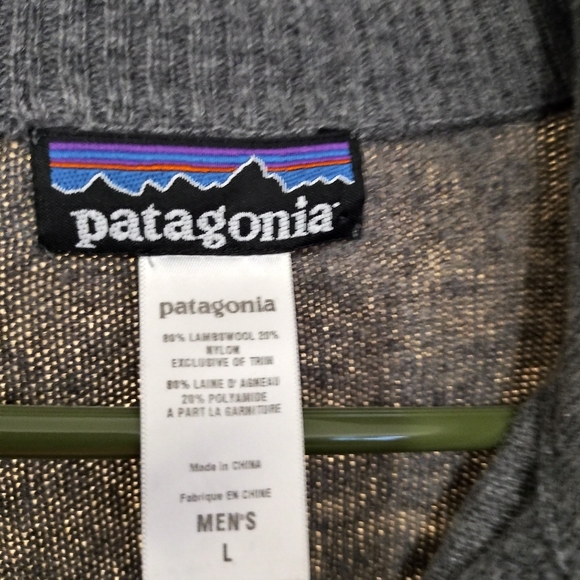 patagonia
patagonia
80% LAMBSWOOL 20%
NYLON
EXCLUSIVE OF TRIM
80% LAINE D' AGNEAU
20% POLYAMIDE
A PART LA GARNITURE
Made in CHINA
Fabrique EN CHINE
MEN'S
L